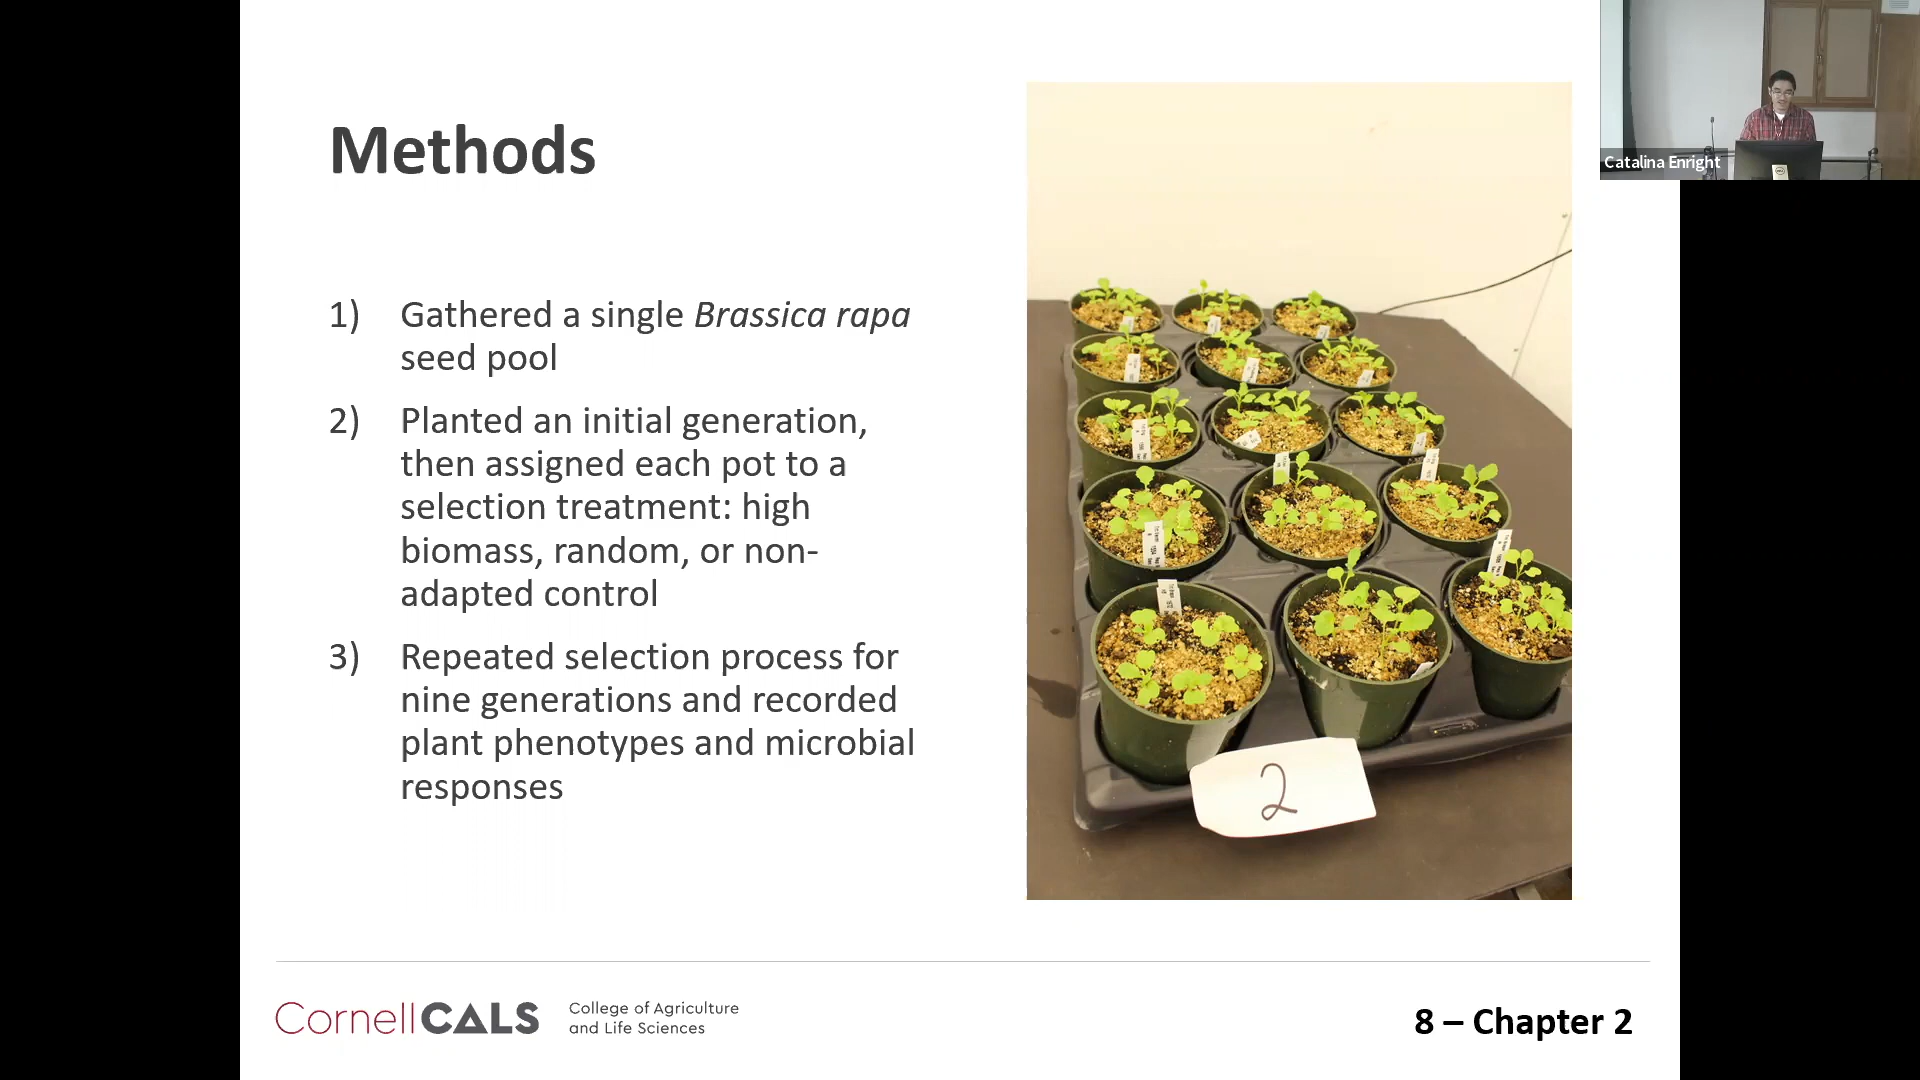 Methods
1) Gathered a single Brassica rapa
seed pool
2) Planted an initial generation,
then assigned each pot to a
selection treatment: high
biomass, random, or non-
adapted control
3) Repeated selection process for
nine generations and recorded
plant phenotypes and microbial
responses
2
Catalina Enright
CornellCALS
College of Agriculture
and Life Sciences
8 – Chapter 2